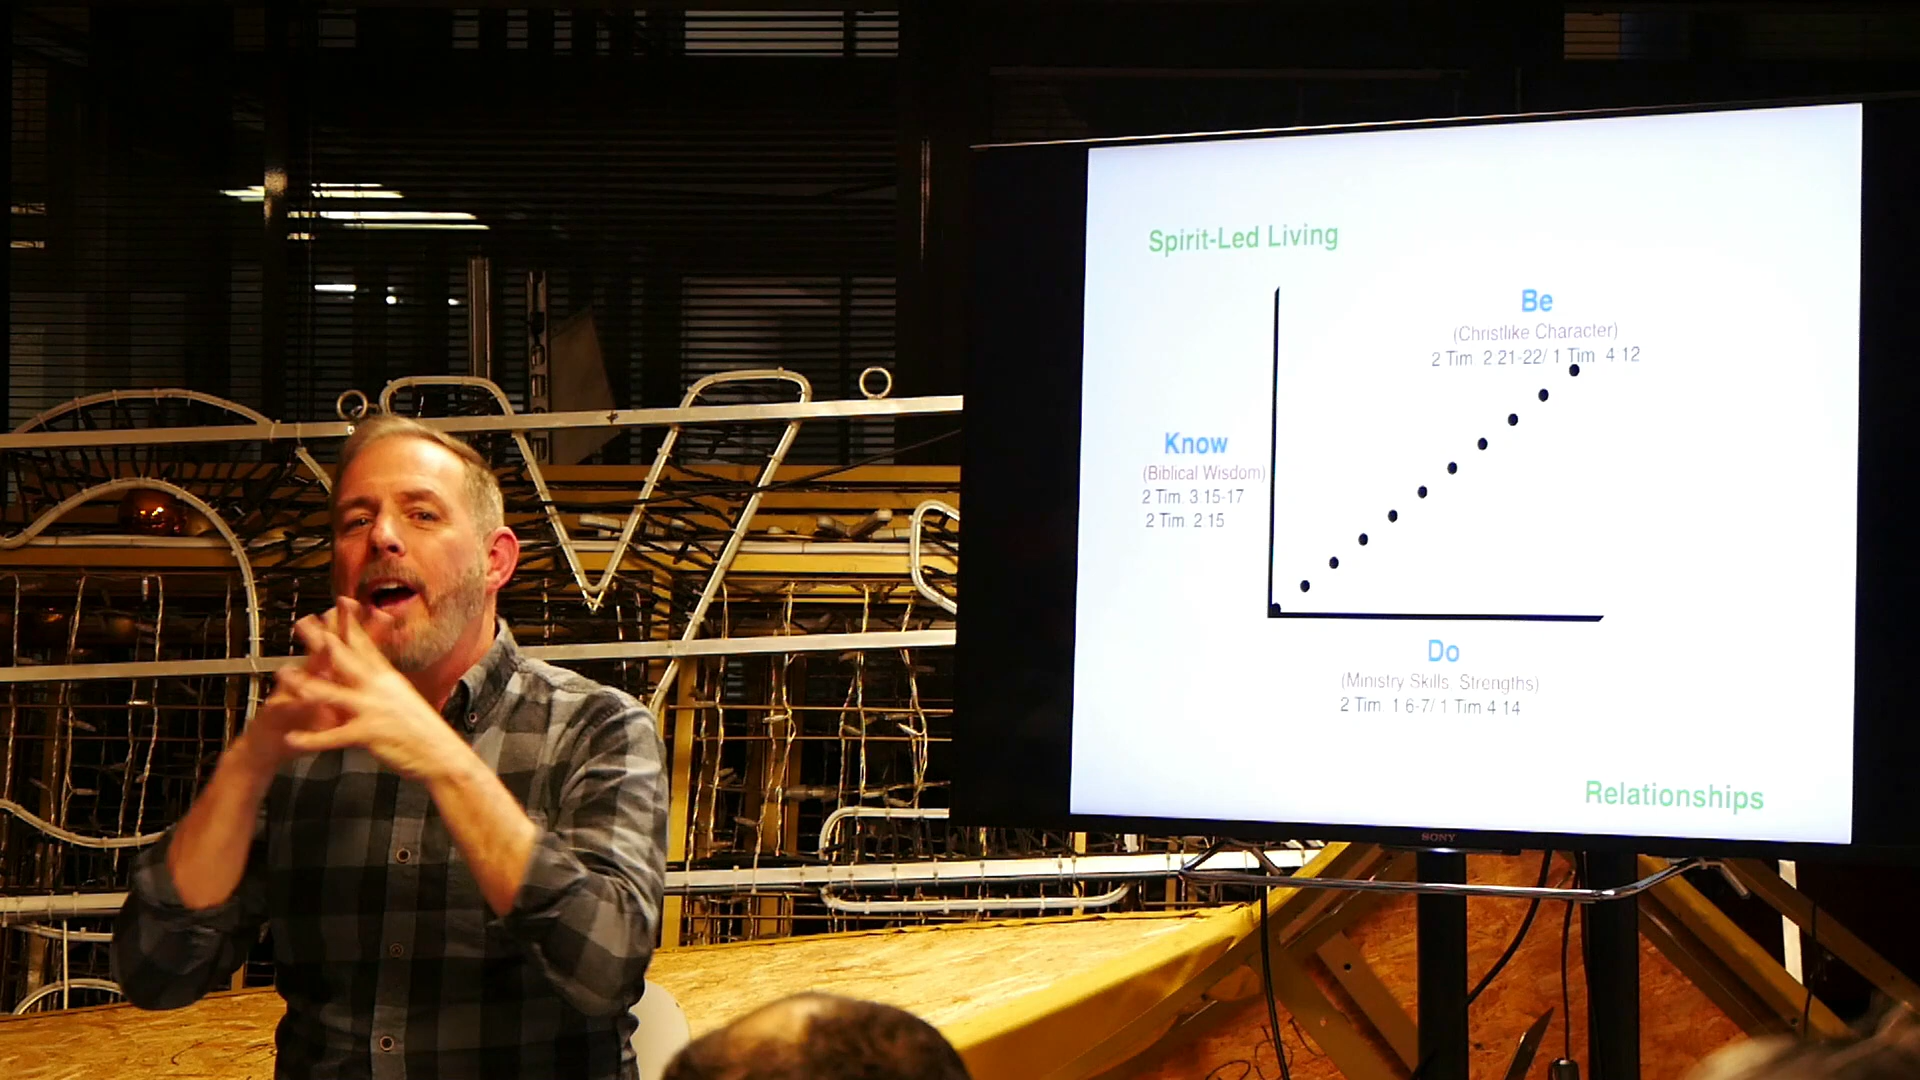 Spirit-Led Living
Be
(Christlike Character)
2 Tim. 2:21-22/ 1 Tim. 4:12
Know
(Biblical Wisdom)
2 Tim. 3:15-17
2 Tim. 2:15
Do
(Ministry Skills, Strengths)
2 Tim. 1:6-7/ 1 Tim 4:14
Relationships
SONY